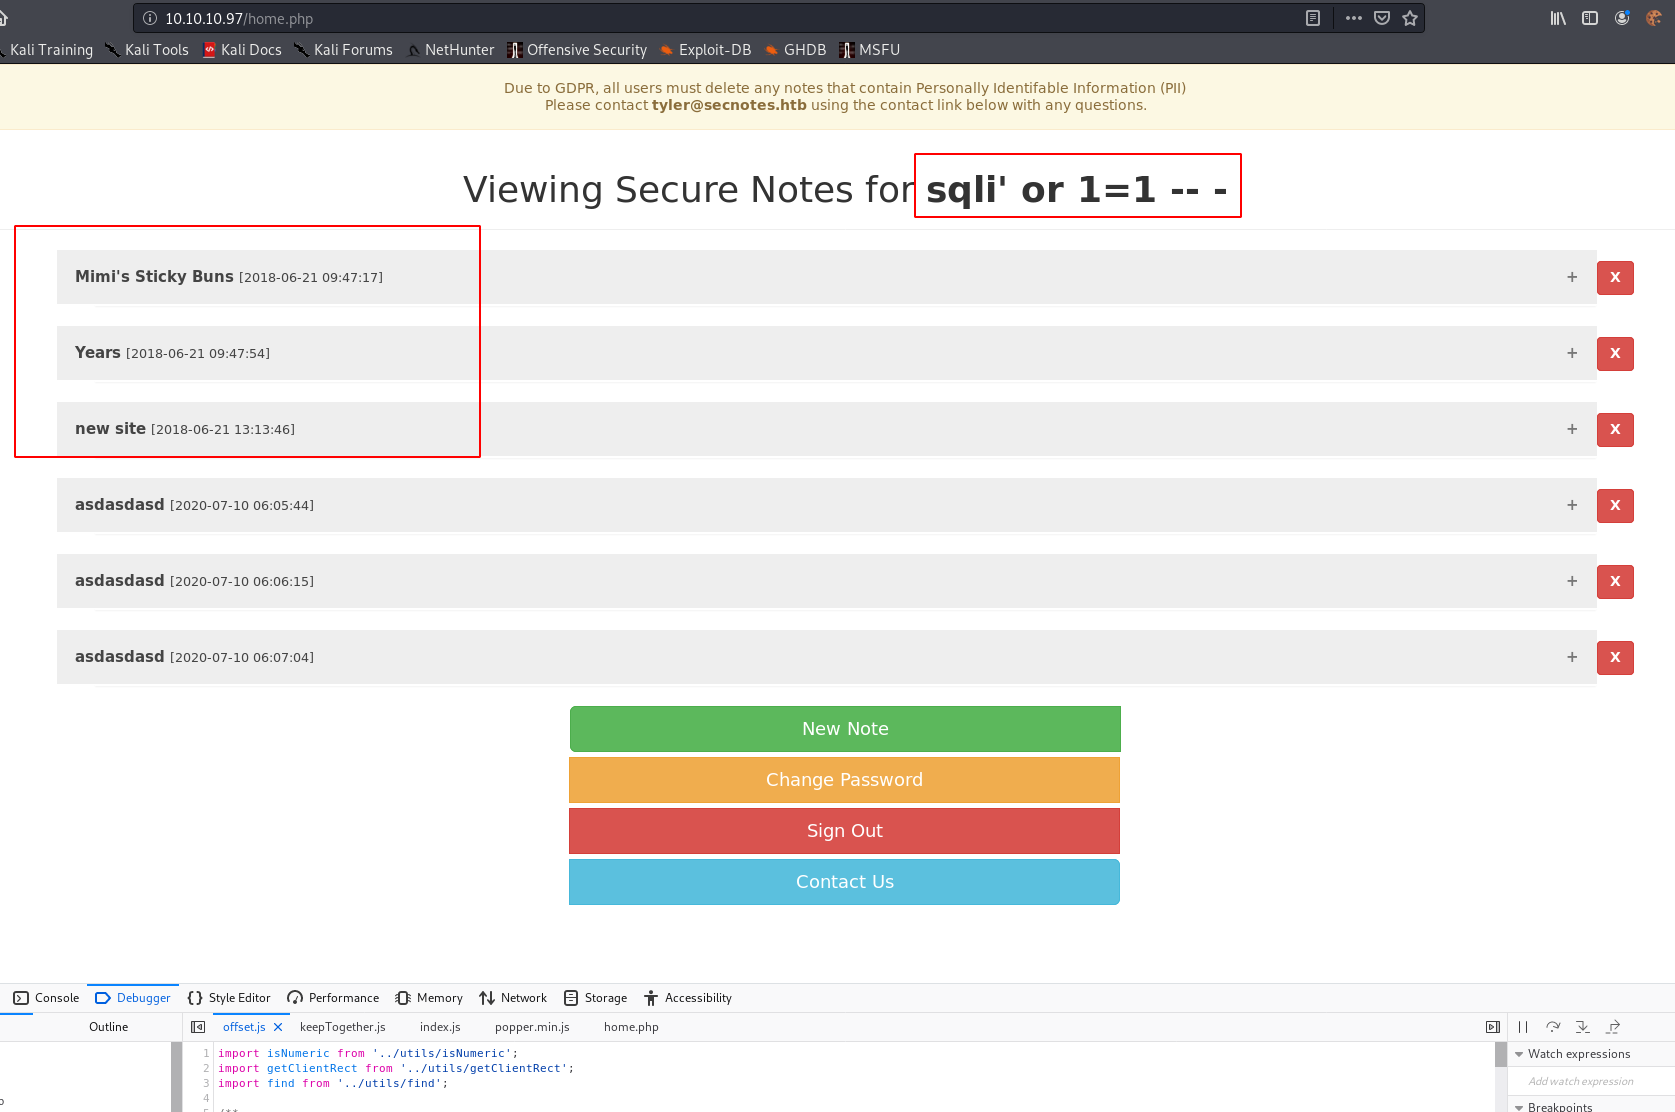 10.10.10.97/home.php
Kali Training Kali Tools Kali Docs Kali Forums NetHunter Offensive Security Exploit-DB GHDB MSFU
Due to GDPR, all users must delete any notes that contain Personally Identifable Information (PII)
Please contact tyler@secnotes.htb using the contact link below with any questions.
Viewing Secure Notes for sqli' or 1=1 -- -
Mimi's Sticky Buns [2018-06-21 09:47:17] + X
Years [2018-06-21 09:47:54] + X
new site [2018-06-21 13:13:46] + X
asdasdasd [2020-07-10 06:05:44] + X
asdasdasd [2020-07-10 06:06:15] + X
asdasdasd [2020-07-10 06:07:04] + X
New Note
Change Password
Sign Out
Contact Us
Console Debugger Style Editor Performance Memory Network Storage Accessibility
Outline offset.js keepTogether.js index.js popper.min.js home.php
1 import isNumeric from '../utils/isNumeric'; Watch expressions
2 import getClientRect from '../utils/getClientRect';
3 import find from '../utils/find'; Add watch expression
4
5 /** Breakpoints